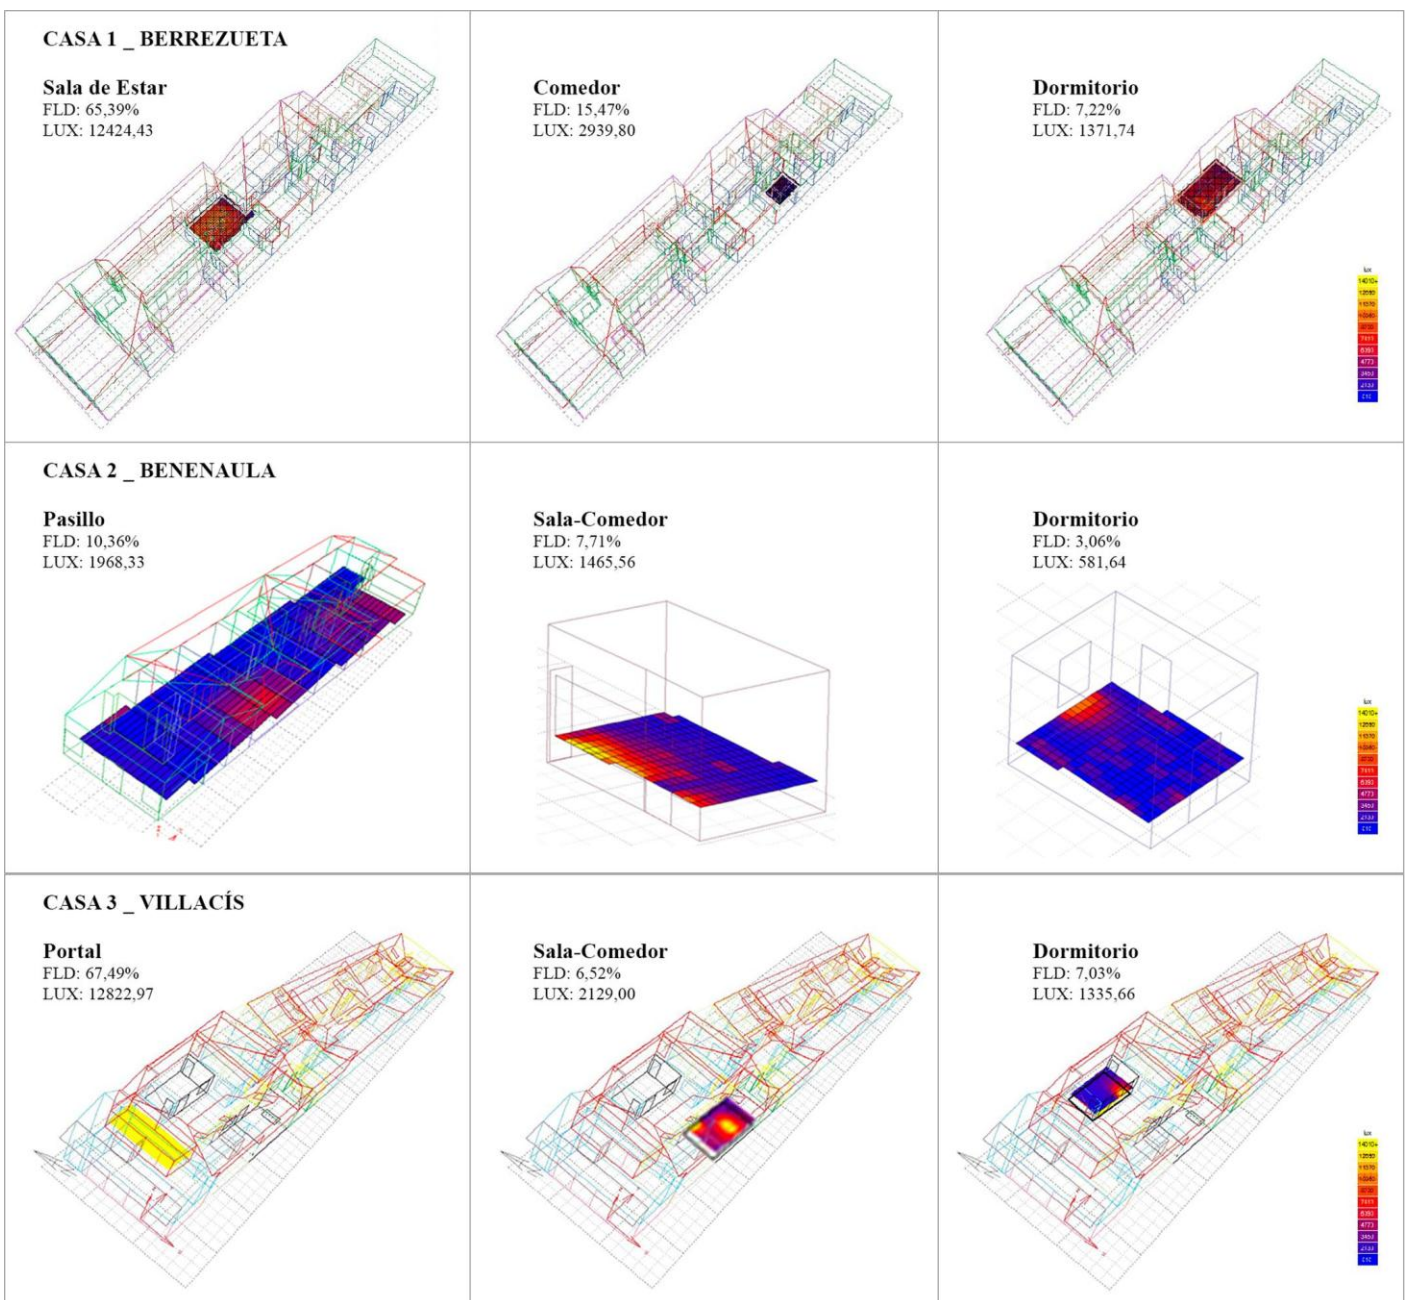 CASA 1 _ BERREZUETA
Sala de Estar
FLD: 65,39%
LUX: 12424,43
Comedor
FLD: 15,47%
LUX: 2939,80
Dormitorio
FLD: 7,22%
LUX: 1371,74
lux
CASA 2 _ BENENAULA
Pasillo
FLD: 10,36%
LUX: 1968,33
Sala-Comedor
FLD: 7,71%
LUX: 1465,56
Dormitorio
FLD: 3,06%
LUX: 581,64
lux
CASA 3 _ VILLACÍS
Portal
FLD: 67,49%
LUX: 12822,97
Sala-Comedor
FLD: 6,52%
LUX: 2129,00
Dormitorio
FLD: 7,03%
LUX: 1335,66
lux